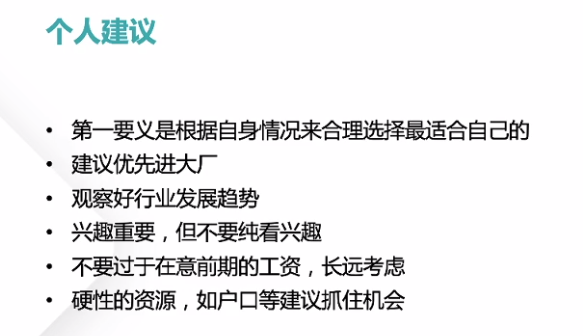 个人建议
• 第一要义是根据自身情况来合理选择最适合自己的
• 建议优先进大厂
• 观察好行业发展趋势
• 兴趣重要，但不要纯看兴趣
• 不要过于在意前期的工资，长远考虑
• 硬性的资源，如户口等建议抓住机会